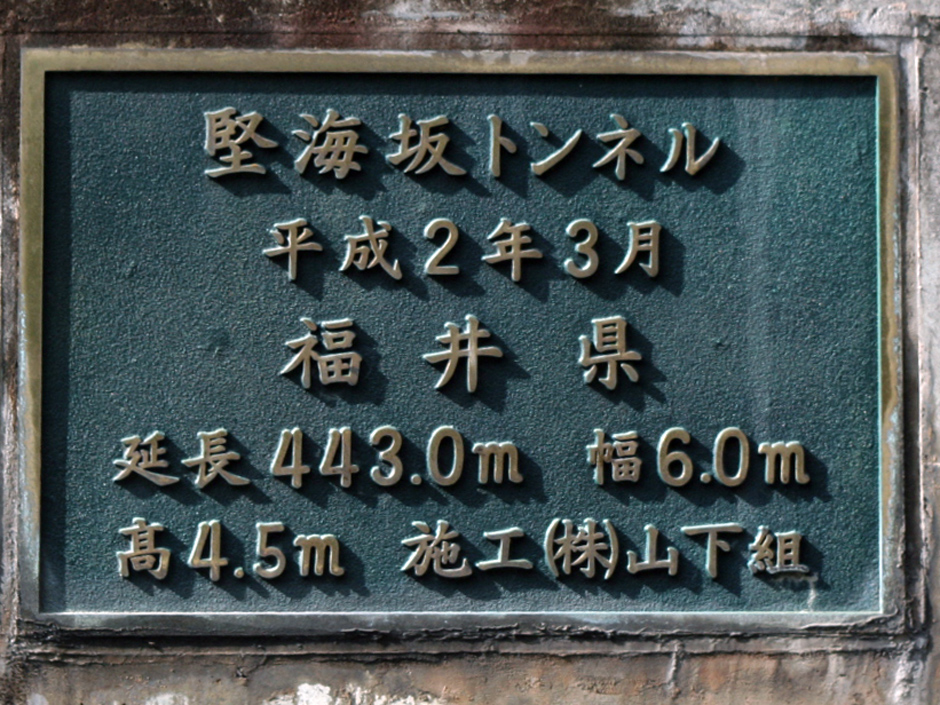 堅海坂トンネル
平成2年3月
福井県
延長443.0m 幅6.0m
髙4.5m 施工(株)山下組